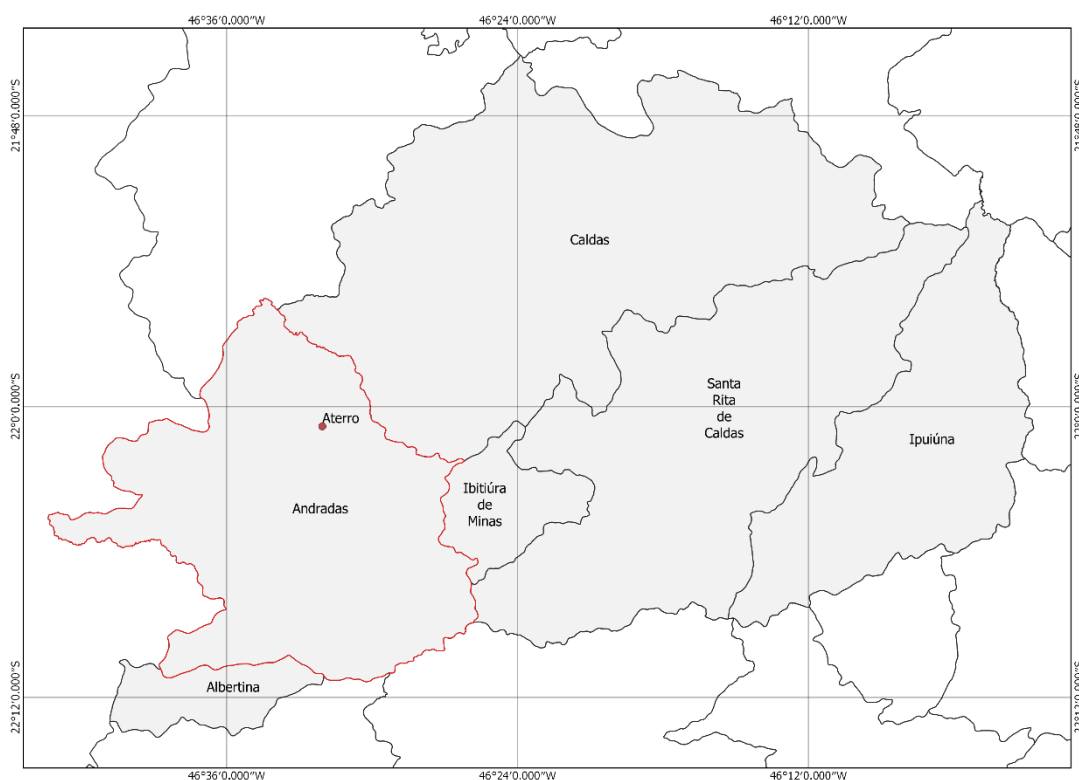 46°36'0.000"W
46°24'0.000"W
46°12'0.000"W
21°48'0.000"S
21°48'0.000"S
Caldas
Santa
Rita
de
Caldas
22°0'0.000"S
22°0'0.000"S
Aterro
Ipuiúna
Ibitiúra
de
Minas
Andradas
Albertina
22°12'0.000"S
22°12'0.000"S
46°36'0.000"W
46°24'0.000"W
46°12'0.000"W